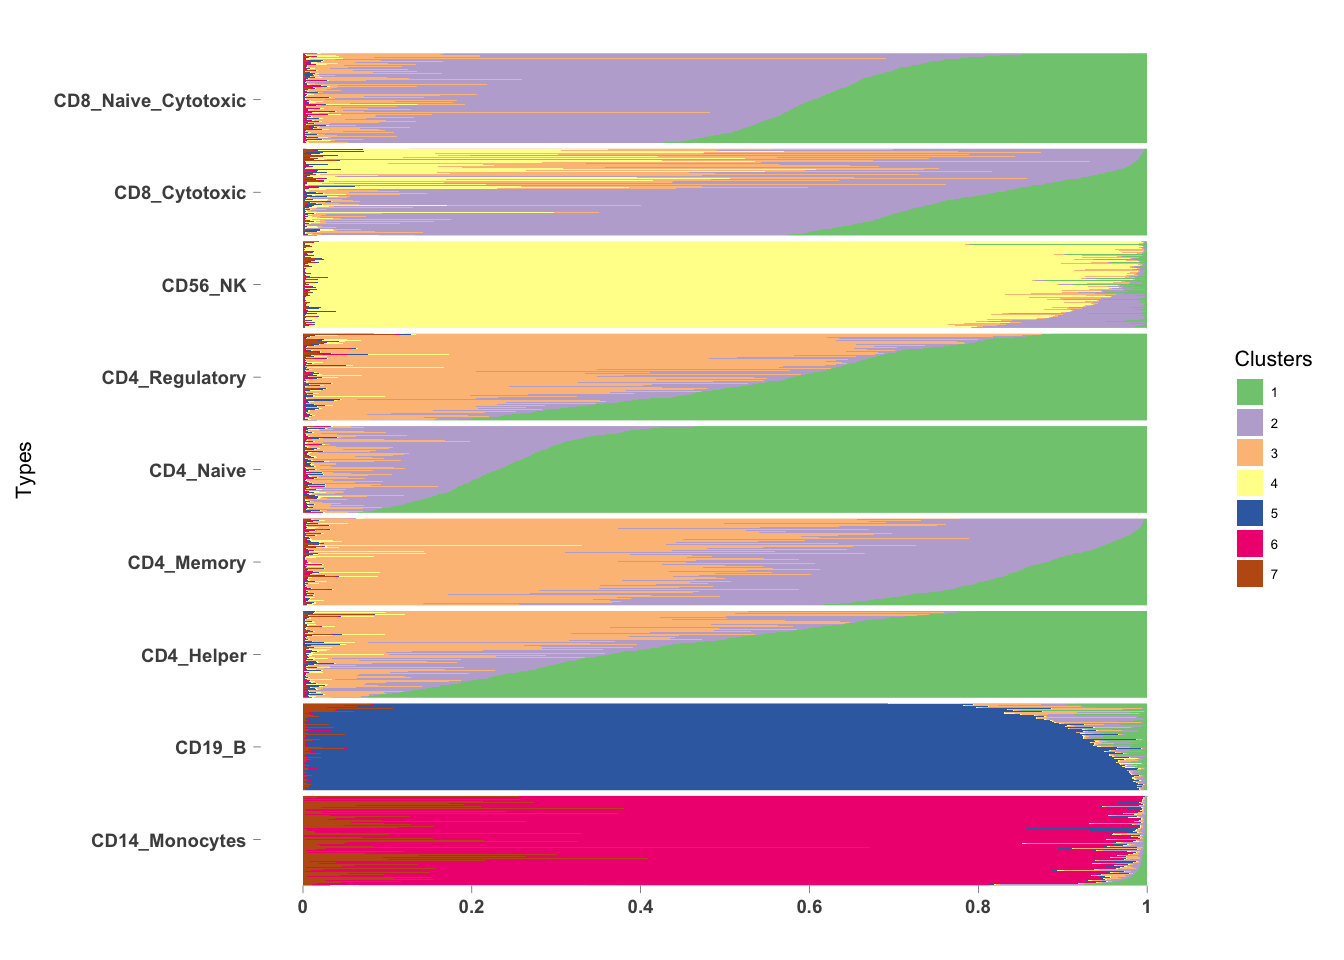 CD8_Naive_Cytotoxic
CD8_Cytotoxic
CD56_NK
CD4_Regulatory
CD4_Naive
CD4_Memory
CD4_Helper
CD19_B
CD14_Monocytes
Types
0 0.2 0.4 0.6 0.8 1
Clusters
1
2
3
4
5
6
7